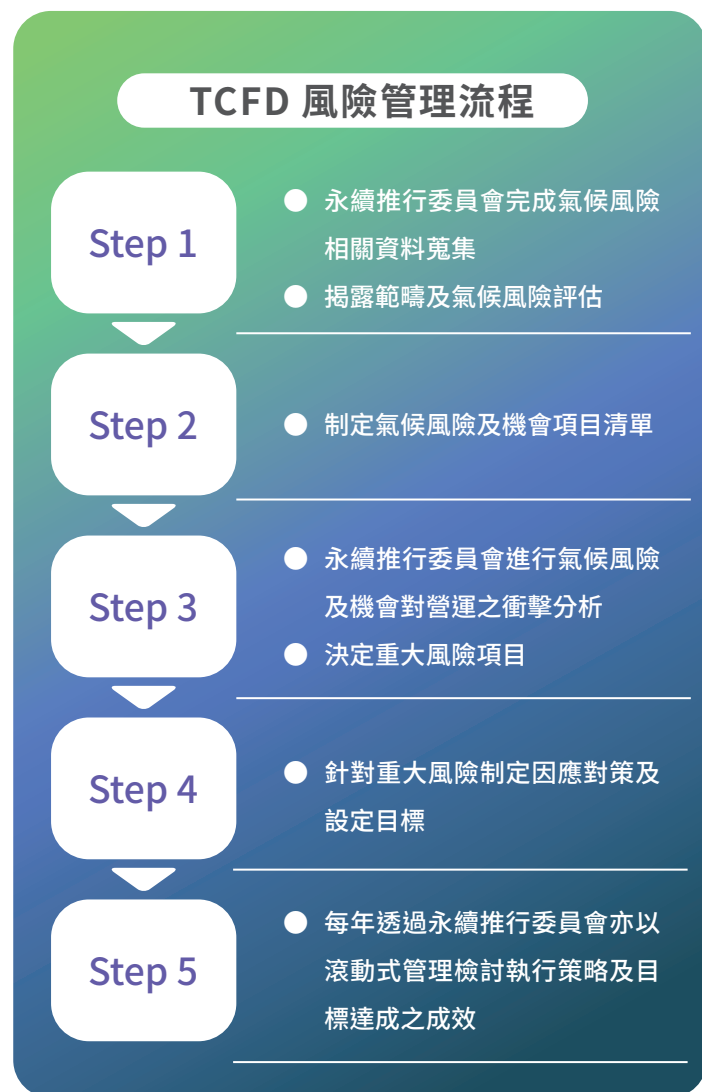 TCFD 風險管理流程
Step 1
● 永續推行委員會完成氣候風險
相關資料蒐集
● 揭露範疇及氣候風險評估
Step 2
● 制定氣候風險及機會項目清單
Step 3
● 永續推行委員會進行氣候風險
及機會對營運之衝擊分析
● 決定重大風險項目
Step 4
● 針對重大風險制定因應對策及
設定目標
Step 5
● 每年透過永續推行委員會亦以
滾動式管理檢討執行策略及目
標達成之成效